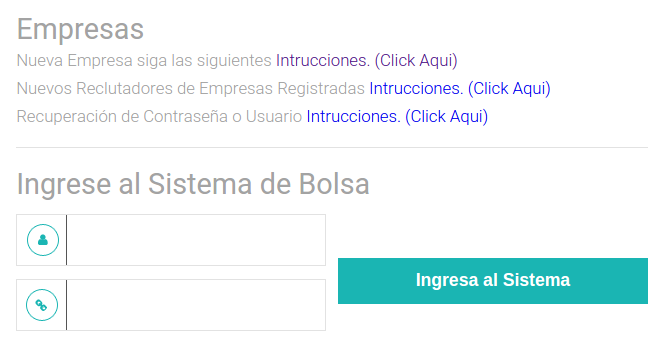 Empresas
Nueva Empresa siga las siguientes Intrucciones. (Click Aqui)
Nuevos Reclutadores de Empresas Registradas Intrucciones. (Click Aqui)
Recuperación de Contraseña o Usuario Intrucciones. (Click Aqui)
Ingrese al Sistema de Bolsa
Ingresa al Sistema